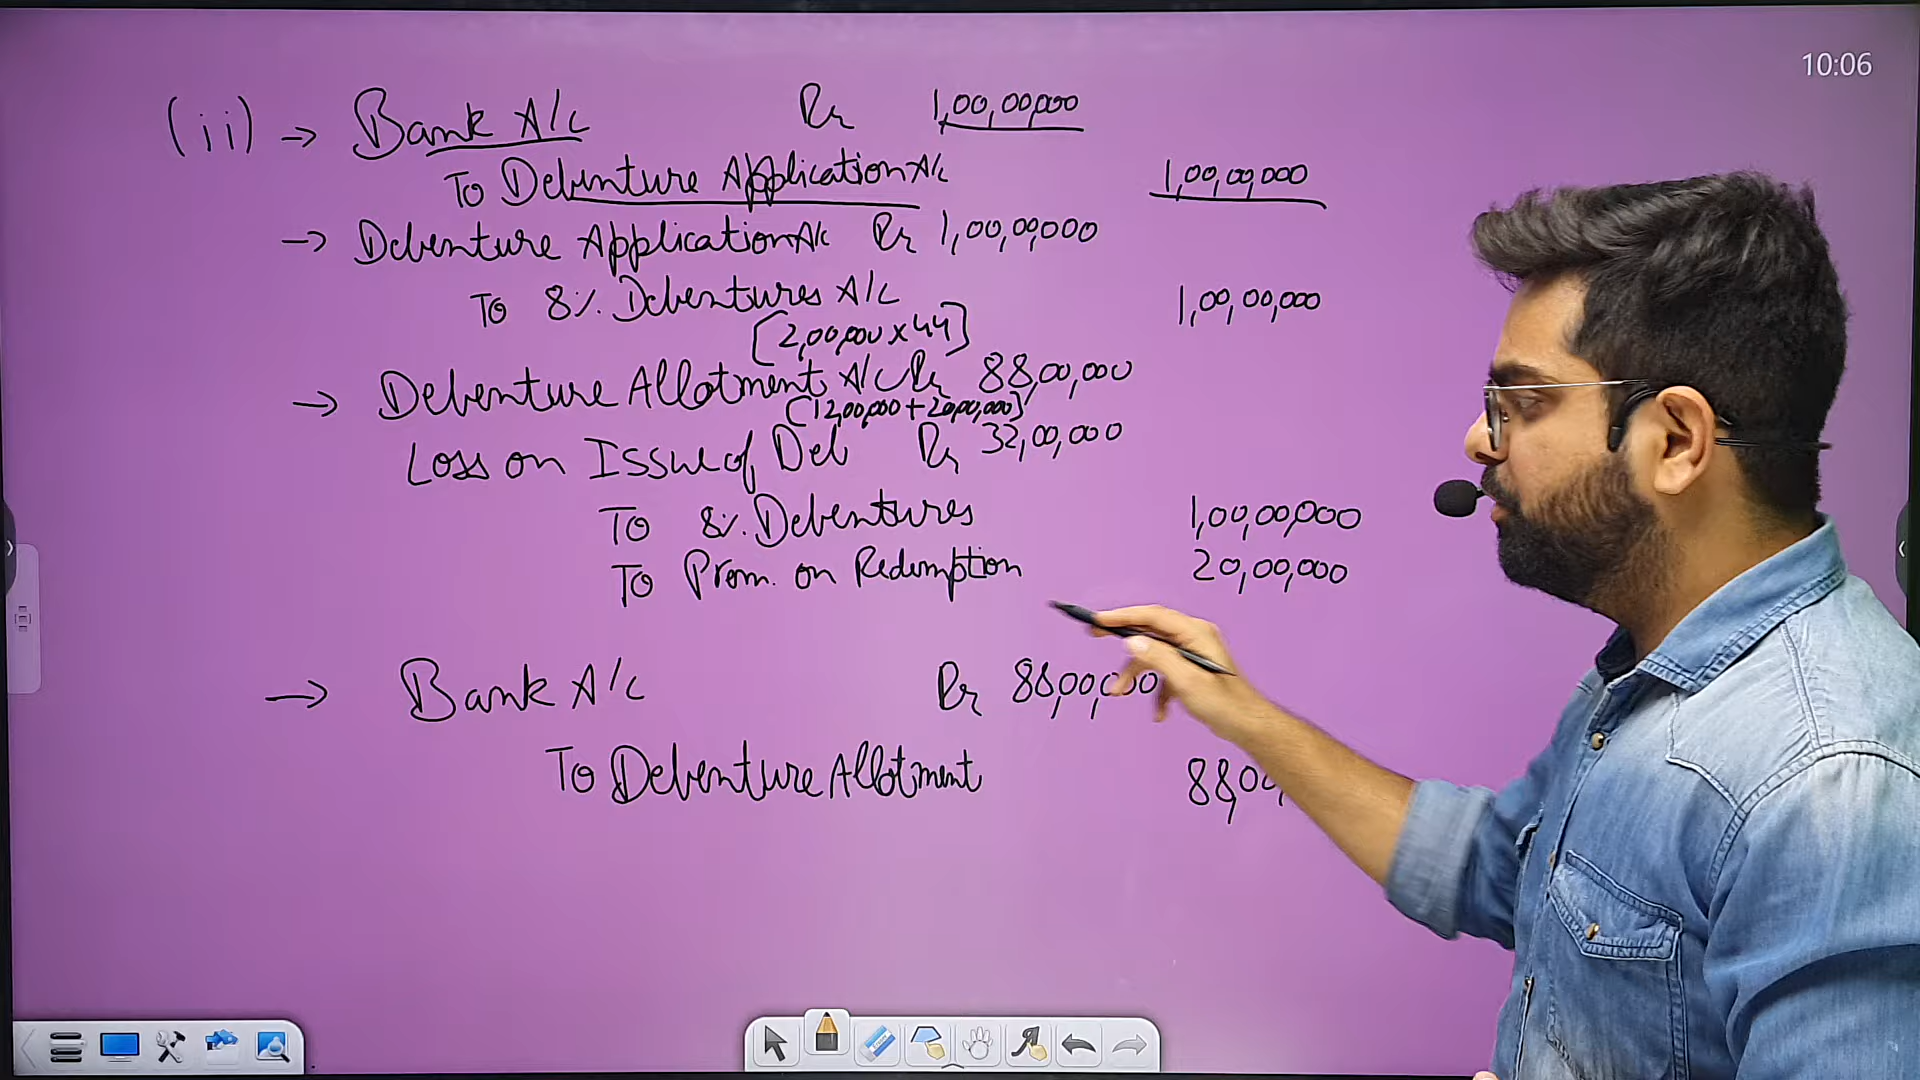 10:06
(ii) → Bank A/c Dr 1,00,00,000
To Debenture Application A/c 1,00,00,000
→ Debenture Application A/c Dr 1,00,00,000
To 8% Debentures A/c 1,00,00,000
[2,00,000 x 44]
→ Debenture Allotment A/c Dr 88,00,000
(12,00,000 + 20,00,000)
Loss on Issue of Deb Dr 32,00,000
To 8% Debentures 1,00,00,000
To Prem. on Redemption 20,00,000
→ Bank A/c Dr 88,00,000
To Debenture Allotment 88,00,